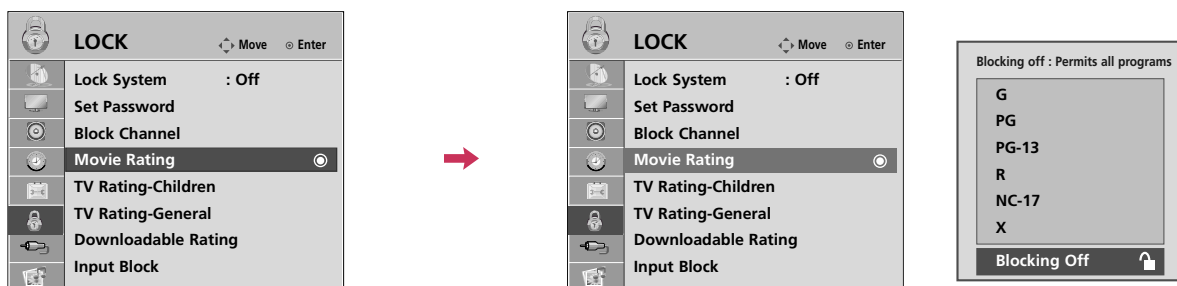 LOCK Move Enter
Lock System : Off
Set Password
Block Channel
Movie Rating
TV Rating-Children
TV Rating-General
Downloadable Rating
Input Block
LOCK Move Enter
Lock System : Off
Set Password
Block Channel
Movie Rating
TV Rating-Children
TV Rating-General
Downloadable Rating
Input Block
Blocking off : Permits all programs
G
PG
PG-13
R
NC-17
X
Blocking Off